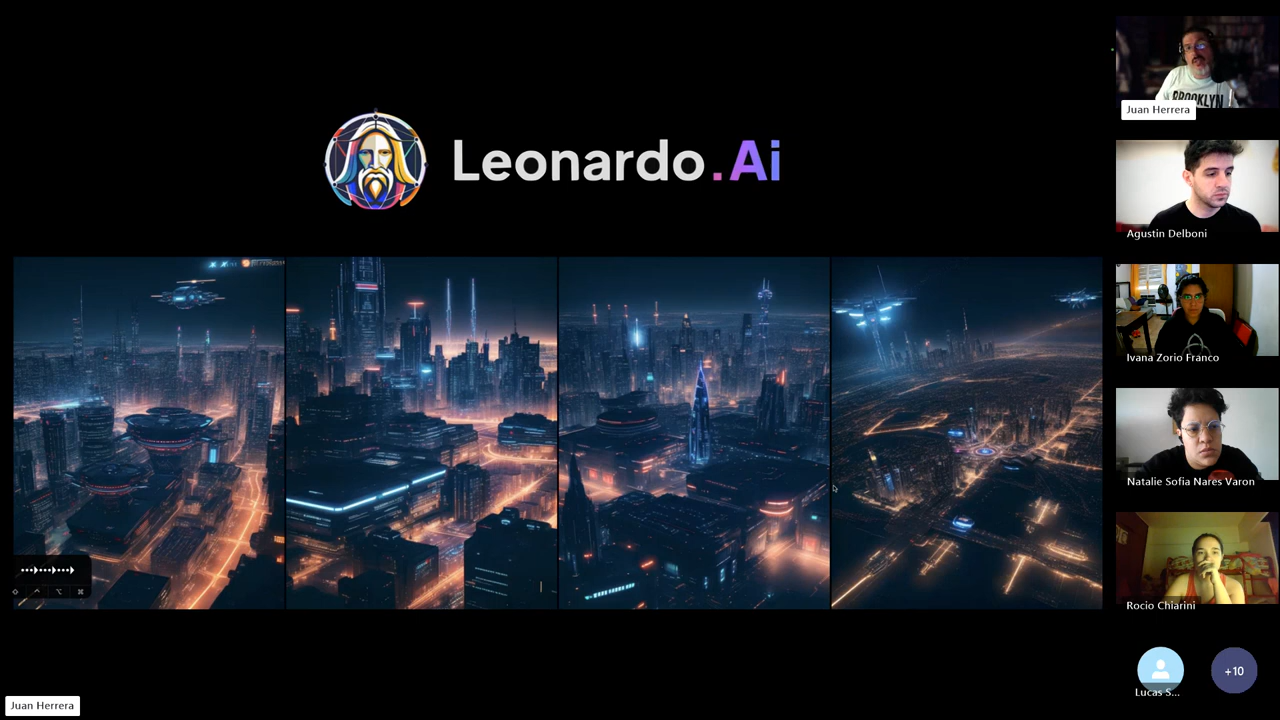 Leonardo.Ai
BROOKLYN
Juan Herrera
Agustin Delboni
Ivana Zorio Franco
Natalie Sofia Nares Varon
Rocio Chiarini
Lucas S...
+10
Juan Herrera